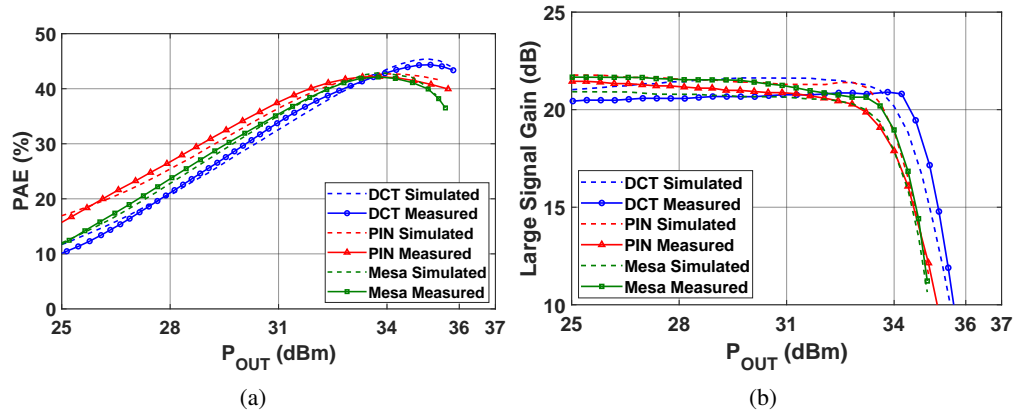 50
40
30
20
10
0
PAE (%)
25 28 31 34 36 37
P_OUT (dBm)
DCT Simulated
DCT Measured
PIN Simulated
PIN Measured
Mesa Simulated
Mesa Measured
(a)
25
20
15
10
Large Signal Gain (dB)
25 28 31 34 36 37
P_OUT (dBm)
DCT Simulated
DCT Measured
PIN Simulated
PIN Measured
Mesa Simulated
Mesa Measured
(b)